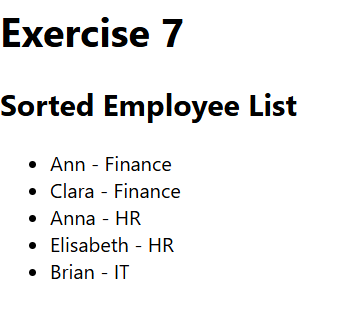 Exercise 7
Sorted Employee List
Ann - Finance
Clara - Finance
Anna - HR
Elisabeth - HR
Brian - IT